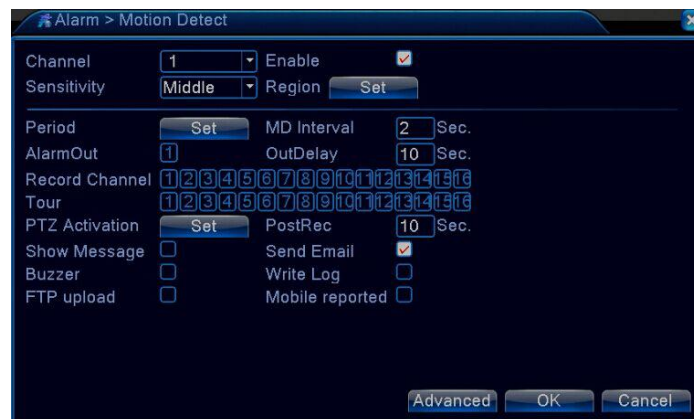 Alarm > Motion Detect
Channel 1 Enable
Sensitivity Middle Region Set
Period Set MD Interval 2 Sec.
AlarmOut 1 OutDelay 10 Sec.
Record Channel 1 2 3 4 5 6 7 8 9 10 11 12 13 14 15 16
Tour 1 2 3 4 5 6 7 8 9 10 11 12 13 14 15 16
PTZ Activation Set PostRec 10 Sec.
Show Message Send Email
Buzzer Write Log
FTP upload Mobile reported
Advanced OK Cancel